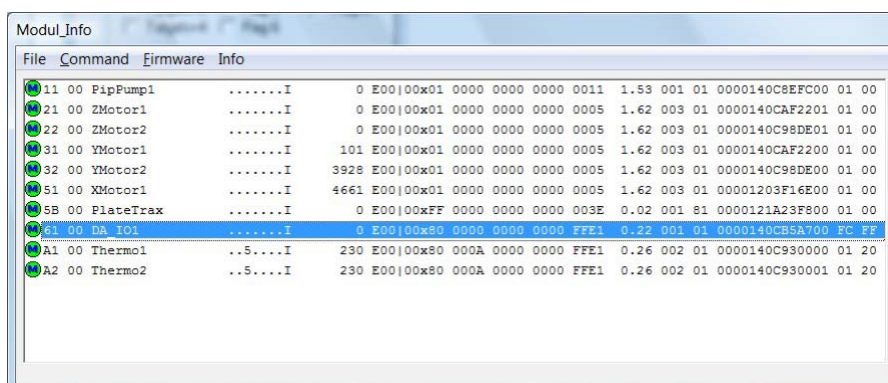 Modul_Info
File Command Firmware Info
M 11 00 PipPump1 .......I 0 E00|00x01 0000 0000 0000 0011 1.53 001 01 0000140C8EFC00 01 00
M 21 00 ZMotor1 .......I 0 E00|00x01 0000 0000 0000 0005 1.62 003 01 0000140CAF2201 01 00
M 22 00 ZMotor2 .......I 0 E00|00x01 0000 0000 0000 0005 1.62 003 01 0000140C98DE01 01 00
M 31 00 YMotor1 .......I 101 E00|00x01 0000 0000 0000 0005 1.62 003 01 0000140CAF2200 01 00
M 32 00 YMotor2 .......I 3928 E00|00x01 0000 0000 0000 0005 1.62 003 01 0000140C98DE00 01 00
M 51 00 XMotor1 .......I 4661 E00|00x01 0000 0000 0000 0005 1.62 003 01 00001203F16E00 01 00
M 5B 00 PlateTrax .......I 0 E00|00xFF 0000 0000 0000 003E 0.02 001 81 0000121A23F800 01 00
M 61 00 DA_IO1 .......I 0 E00|00x80 0000 0000 0000 FFE1 0.22 001 01 0000140CB5A700 FC FF
M A1 00 Thermo1 ..5....I 230 E00|00x80 000A 0000 0000 FFE1 0.26 002 01 0000140C930000 01 20
M A2 00 Thermo2 ..5....I 230 E00|00x80 000A 0000 0000 FFE1 0.26 002 01 0000140C930001 01 20